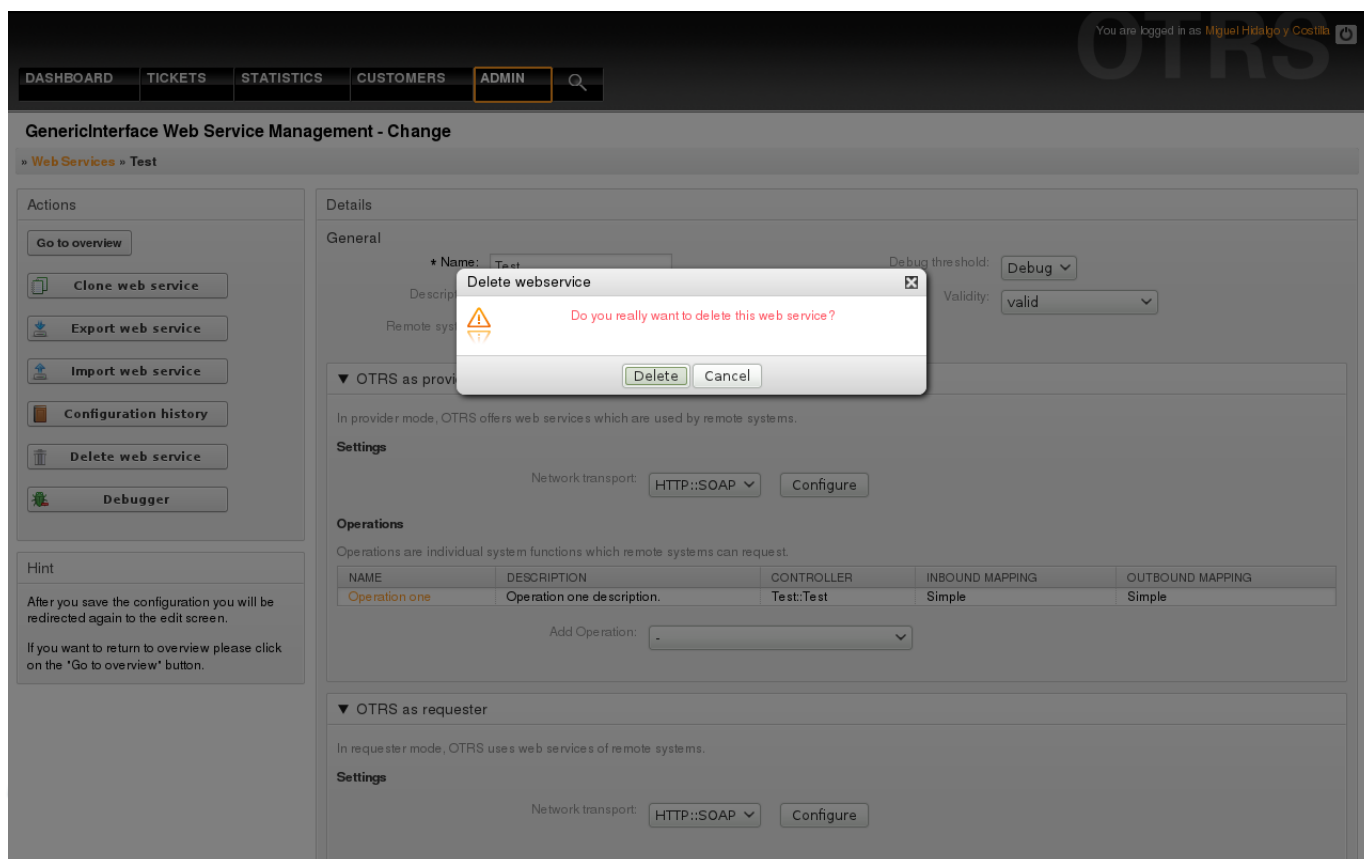 OTRS
You are logged in as Miguel Hidalgo y Costilla
DASHBOARD TICKETS STATISTICS CUSTOMERS ADMIN
GenericInterface Web Service Management - Change
» Web Services » Test
Actions
Go to overview
Clone web service
Export web service
Import web service
Configuration history
Delete web service
Debugger
Hint
After you save the configuration you will be
redirected again to the edit screen.
If you want to return to overview please click
on the "Go to overview" button.
Details
General
* Name: Test
Debug threshold: Debug
Descrip
Validity: valid
Remote syst
Delete webservice
Do you really want to delete this web service?
Delete Cancel
▼ OTRS as provi
In provider mode, OTRS offers web services which are used by remote systems.
Settings
Network transport: HTTP::SOAP Configure
Operations
Operations are individual system functions which remote systems can request.
NAME DESCRIPTION CONTROLLER INBOUND MAPPING OUTBOUND MAPPING
Operation one Operation one description. Test::Test Simple Simple
Add Operation: -
▼ OTRS as requester
In requester mode, OTRS uses web services of remote systems.
Settings
Network transport: HTTP::SOAP Configure